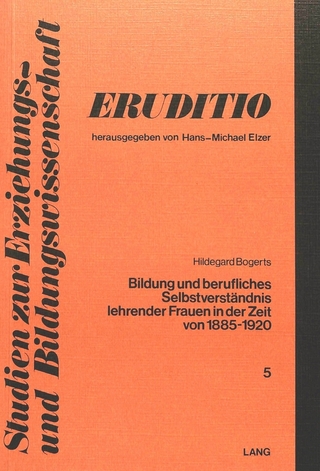 Studien zur Erziehungs-
und Bildungswissenschaft
ERUDITIO
herausgegeben von Hans-Michael Elzer
Hildegard Bogerts
Bildung und berufliches
Selbstverständnis
lehrender Frauen in der Zeit
von 1885-1920
5
LANG